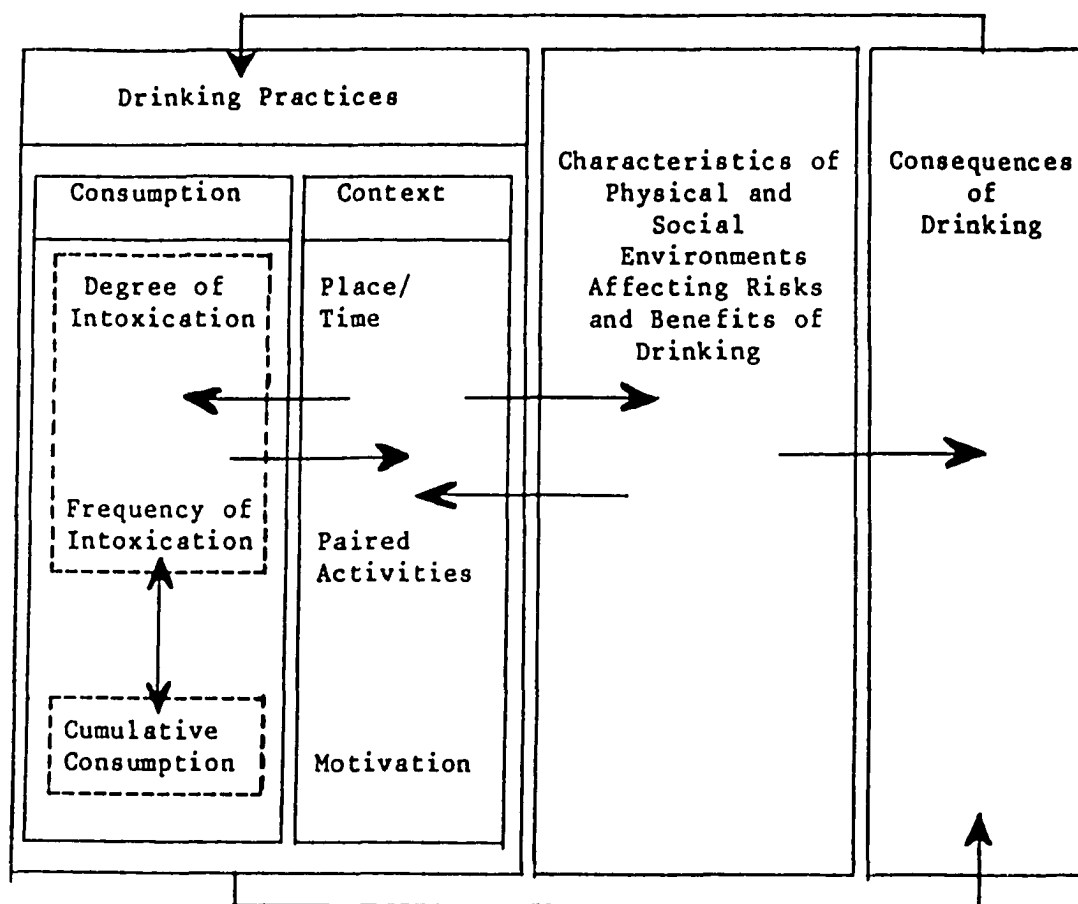 Drinking Practices
Consumption
Context
Degree of
Intoxication
Frequency of
Intoxication
Cumulative
Consumption
Place/
Time
Paired
Activities
Motivation
Characteristics of
Physical and
Social
Environments
Affecting Risks
and Benefits of
Drinking
Consequences
of
Drinking